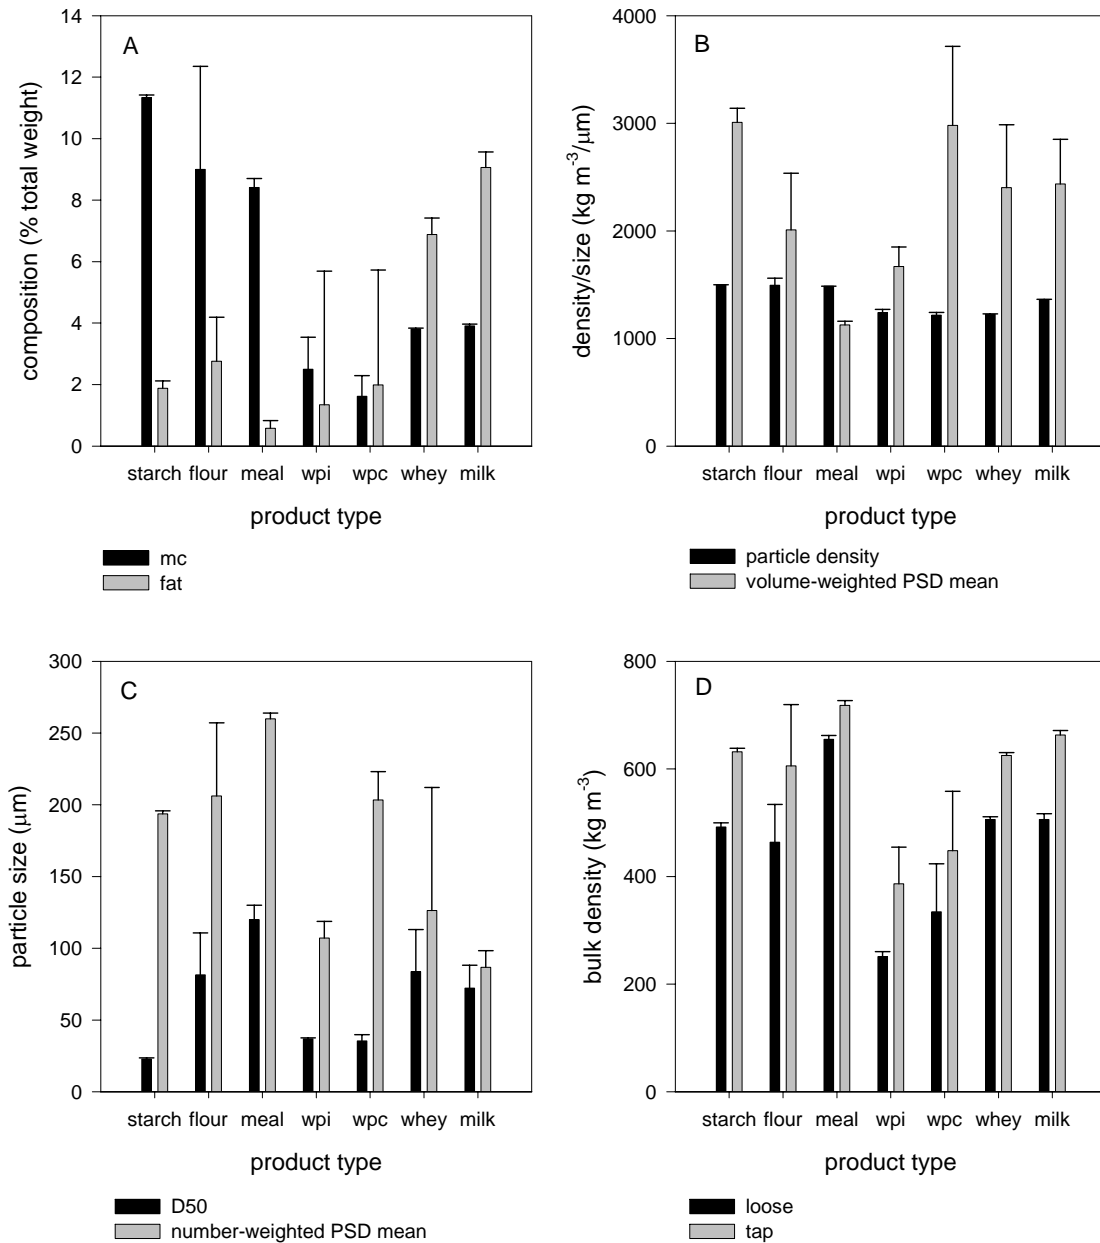 A
14
12
10
8
6
4
2
0
composition (% total weight)
starch flour meal wpi wpc whey milk
product type
mc
fat
B
4000
3000
2000
1000
0
density/size (kg m⁻³/μm)
starch flour meal wpi wpc whey milk
product type
particle density
volume-weighted PSD mean
C
300
250
200
150
100
50
0
particle size (μm)
starch flour meal wpi wpc whey milk
product type
D50
number-weighted PSD mean
D
800
600
400
200
0
bulk density (kg m⁻³)
starch flour meal wpi wpc whey milk
product type
loose
tap